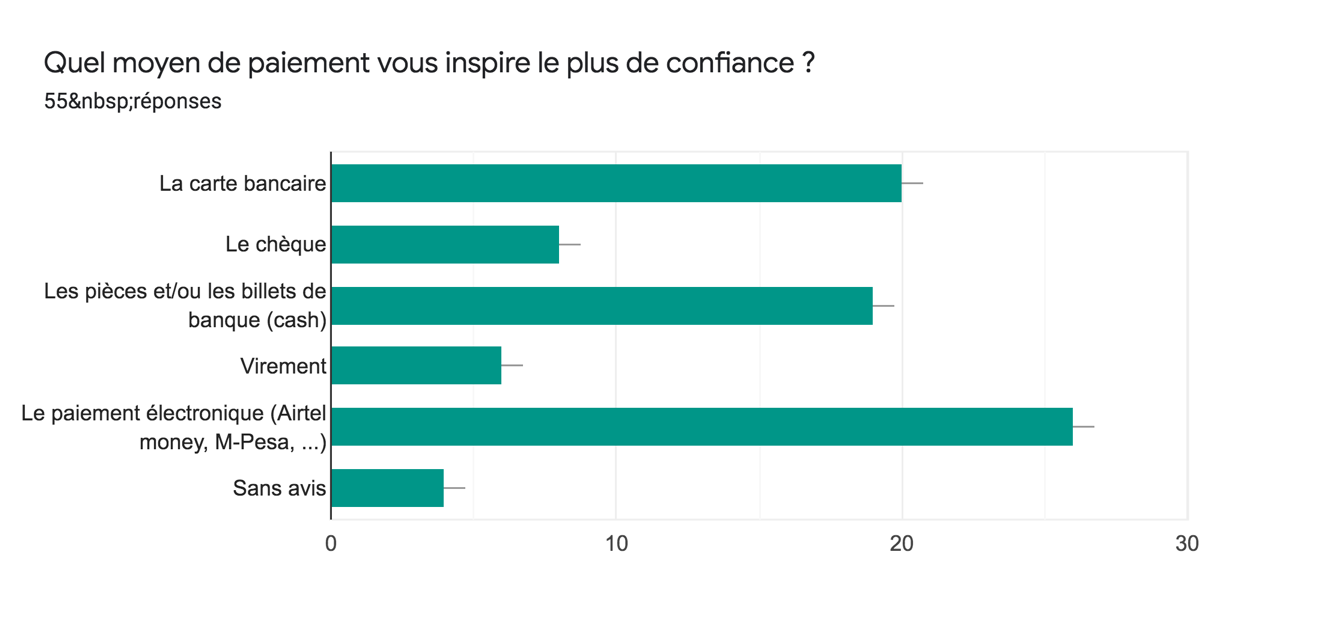 Quel moyen de paiement vous inspire le plus de confiance ?
55&nbsp;réponses
La carte bancaire
Le chèque
Les pièces et/ou les billets de
banque (cash)
Virement
Le paiement électronique (Airtel
money, M-Pesa, ...)
Sans avis
0
10
20
30